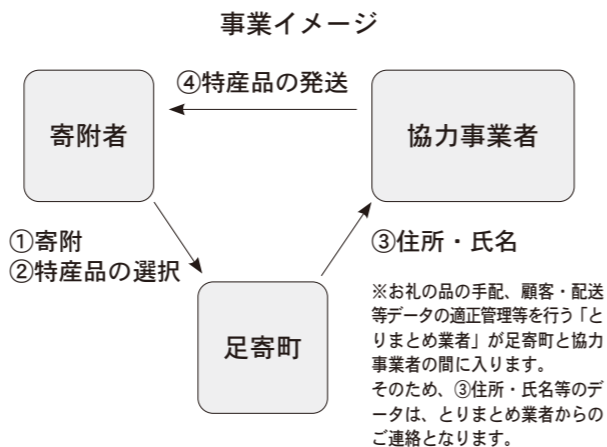 事業イメージ
④特産品の発送
寄附者
協力事業者
①寄附
②特産品の選択
③住所・氏名
足寄町
※お礼の品の手配、顧客・配送
等データの適正管理等を行う「と
りまとめ業者」が足寄町と協力
事業者の間に入ります。
そのため、③住所・氏名等のデ
ータは、とりまとめ業者からの
ご連絡となります。